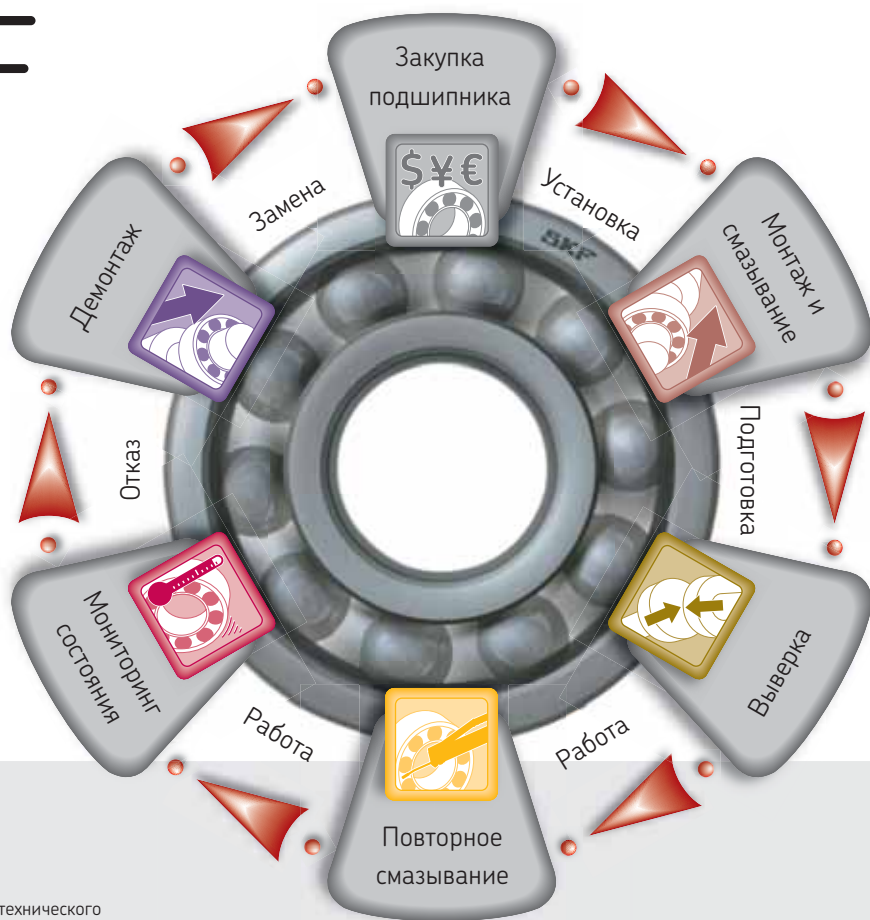 Закупка
подшипника
$ ¥ €
Установка
SKF
Монтаж и
смазывание
Подготовка
Выверка
Работа
Повторное
смазывание
Работа
Мониторинг
состояния
Отказ
Демонтаж
Замена
технического